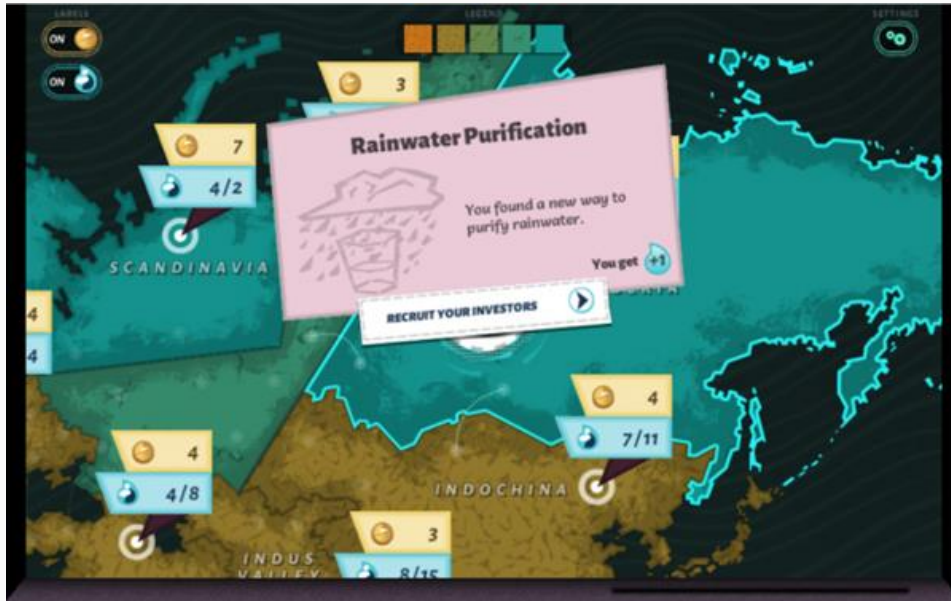 LABELS
LEGEND
SETTINGS
ON
3
ON
7
4/2
Rainwater Purification
You found a new way to
purify rainwater.
You get +1
SCANDINAVIA
RECRUIT YOUR INVESTORS
4
4
4
7/11
4
4/8
INDOCHINA
3
INDUS
VALLEY
8/15